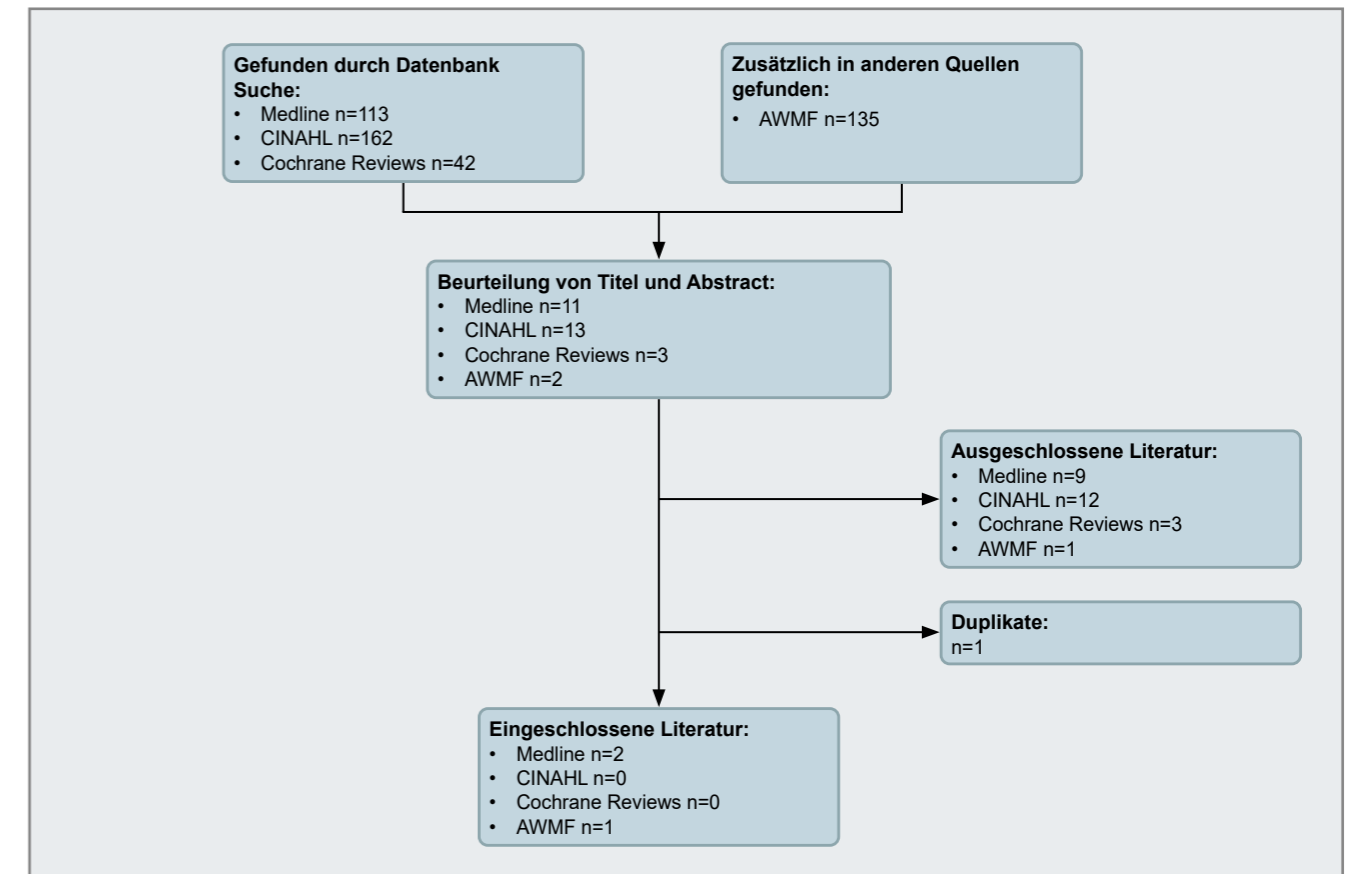 Gefunden durch Datenbank
Suche:
• Medline n=113
• CINAHL n=162
• Cochrane Reviews n=42
Zusätzlich in anderen Quellen
gefunden:
• AWMF n=135
Beurteilung von Titel und Abstract:
• Medline n=11
• CINAHL n=13
• Cochrane Reviews n=3
• AWMF n=2
Ausgeschlossene Literatur:
• Medline n=9
• CINAHL n=12
• Cochrane Reviews n=3
• AWMF n=1
Duplikate:
n=1
Eingeschlossene Literatur:
• Medline n=2
• CINAHL n=0
• Cochrane Reviews n=0
• AWMF n=1